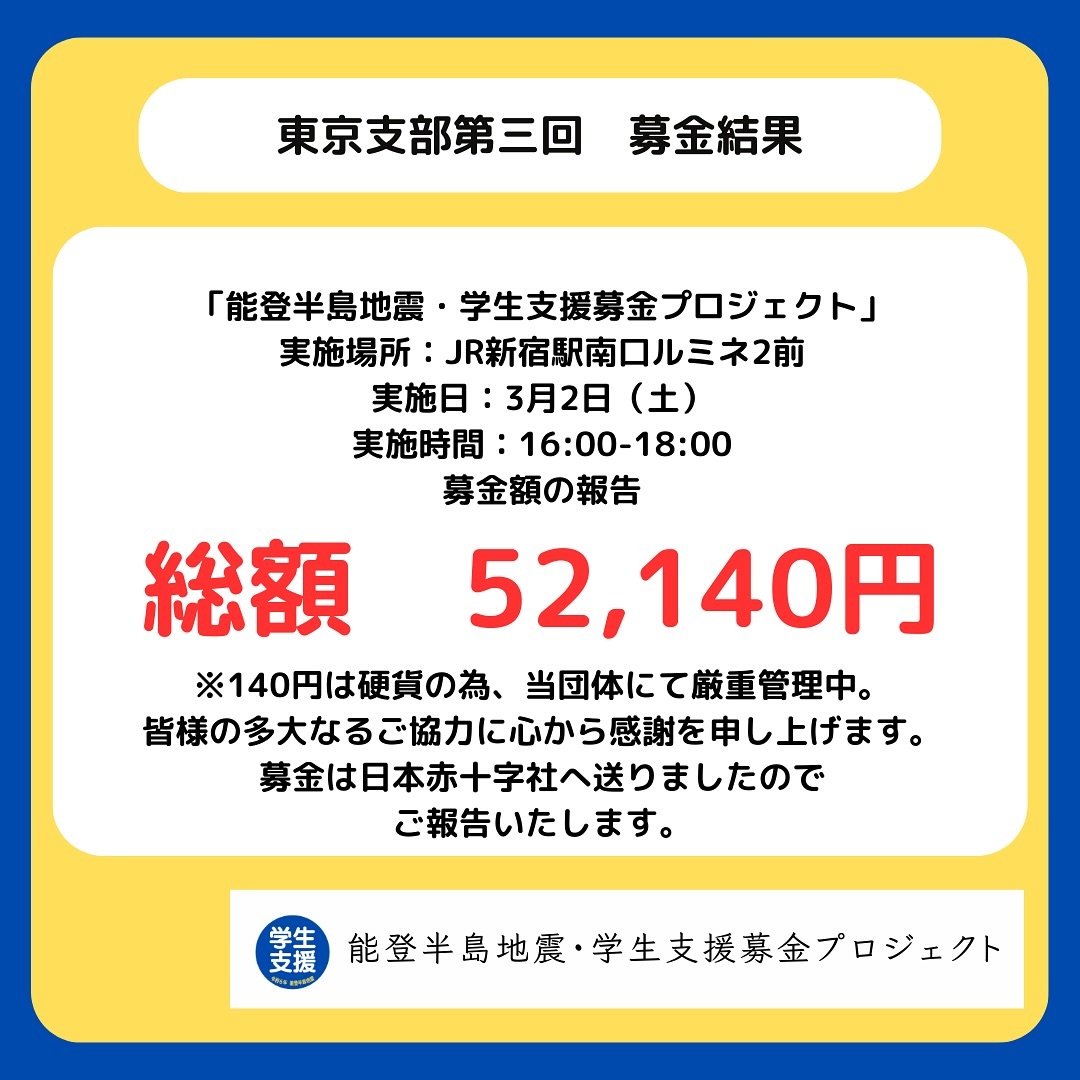 東京支部第三回　募金結果
「能登半島地震・学生支援募金プロジェクト」
実施場所：JR新宿駅南口ルミネ2前
実施日：3月2日（土）
実施時間：16:00-18:00
募金額の報告
総額　52,140円
※140円は硬貨の為、当団体にて厳重管理中。
皆様の多大なるご協力に心から感謝を申し上げます。
募金は日本赤十字社へ送りましたので
ご報告いたします。
学生
支援
能登半島地震・学生支援募金プロジェクト